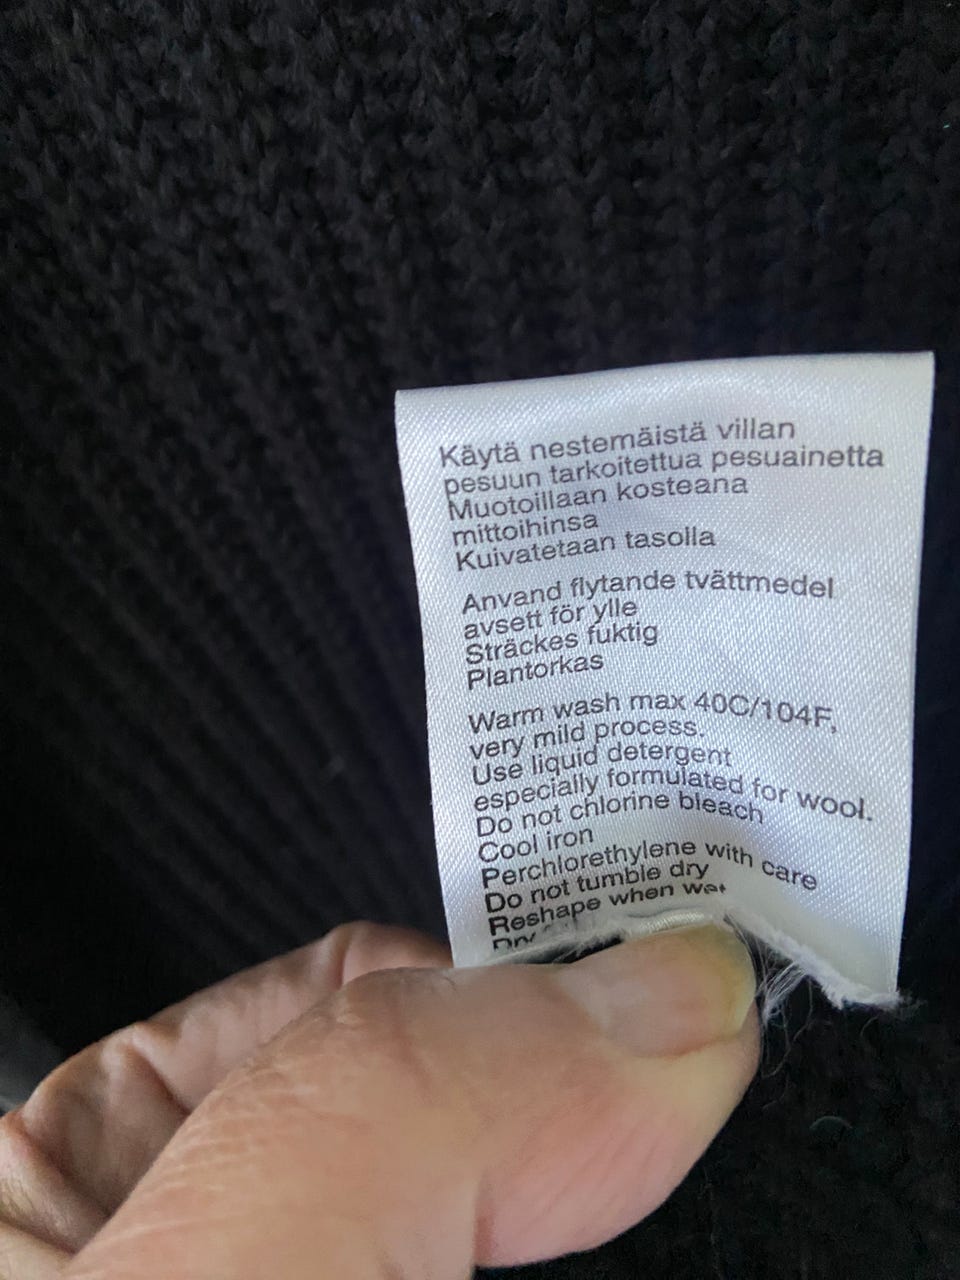 Käytä nestemäistä villan
pesuun tarkoitettua pesuainetta
Muotoillaan kosteana
mittoihinsa
Kuivatetaan tasolla
Anvand flytande tvättmedel
avsett för ylle
Sträckes fuktig
Plantorkas
Warm wash max 40C/104F,
very mild process.
Use liquid detergent
especially formulated for wool.
Do not chlorine bleach
Cool iron
Perchlorethylene with care
Do not tumble dry
Reshape when wet
Dry